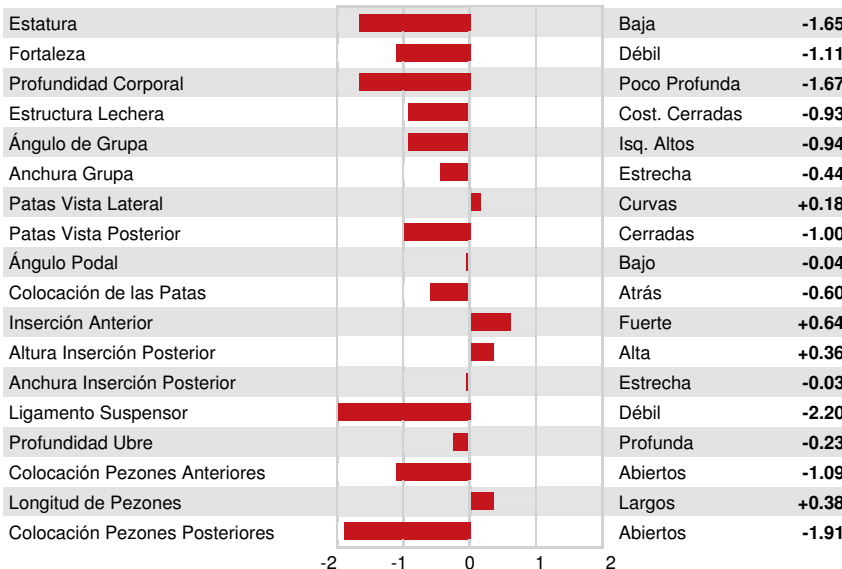 Estatura Baja -1.65
Fortaleza Débil -1.11
Profundidad Corporal Poco Profunda -1.67
Estructura Lechera Cost. Cerradas -0.93
Ángulo de Grupa Isq. Altos -0.94
Anchura Grupa Estrecha -0.44
Patas Vista Lateral Curvas +0.18
Patas Vista Posterior Cerradas -1.00
Ángulo Podal Bajo -0.04
Colocación de las Patas Atrás -0.60
Inserción Anterior Fuerte +0.64
Altura Inserción Posterior Alta +0.36
Anchura Inserción Posterior Estrecha -0.03
Ligamento Suspensor Débil -2.20
Profundidad Ubre Profunda -0.23
Colocación Pezones Anteriores Abiertos -1.09
Longitud de Pezones Largos +0.38
Colocación Pezones Posteriores Abiertos -1.91
-2 -1 0 1 2